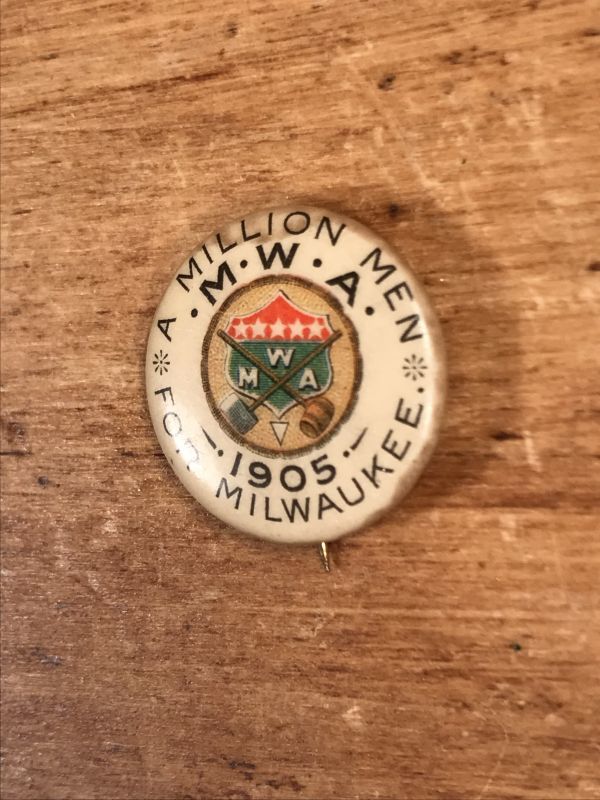 A MILLION MEN
FOR MILWAUKEE.
·M·W·A·
M W A
·1905·